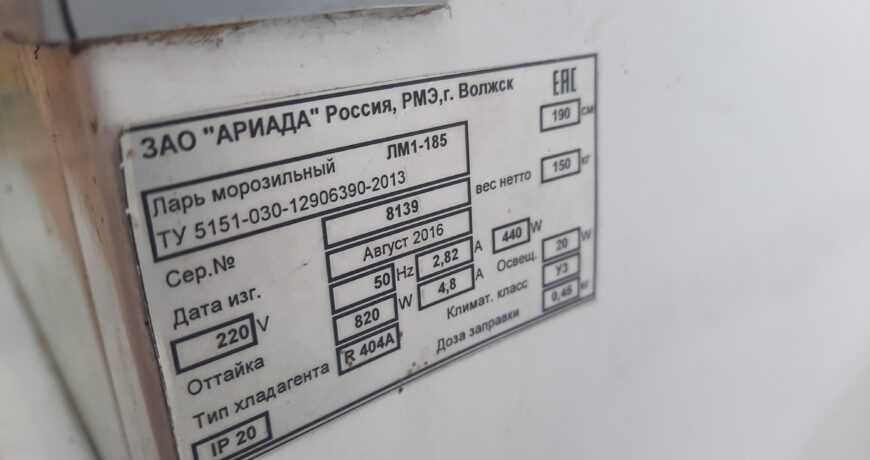 ЗАО "АРИАДА" Россия, РМЭ,г. Волжск EAC
Ларь морозильный ЛМ1-185 190 см
ТУ 5151-030-12906390-2013
Сер.№ 8139 вес нетто 150 кг
Дата изг. Август 2016
220 V 50 Hz 2,82 A 440 W
Оттайка 820 W 4,8 A Освещ. 20 W
Тип хладагента R 404A Климат. класс У3
IP 20 Доза заправки 0,45 кг